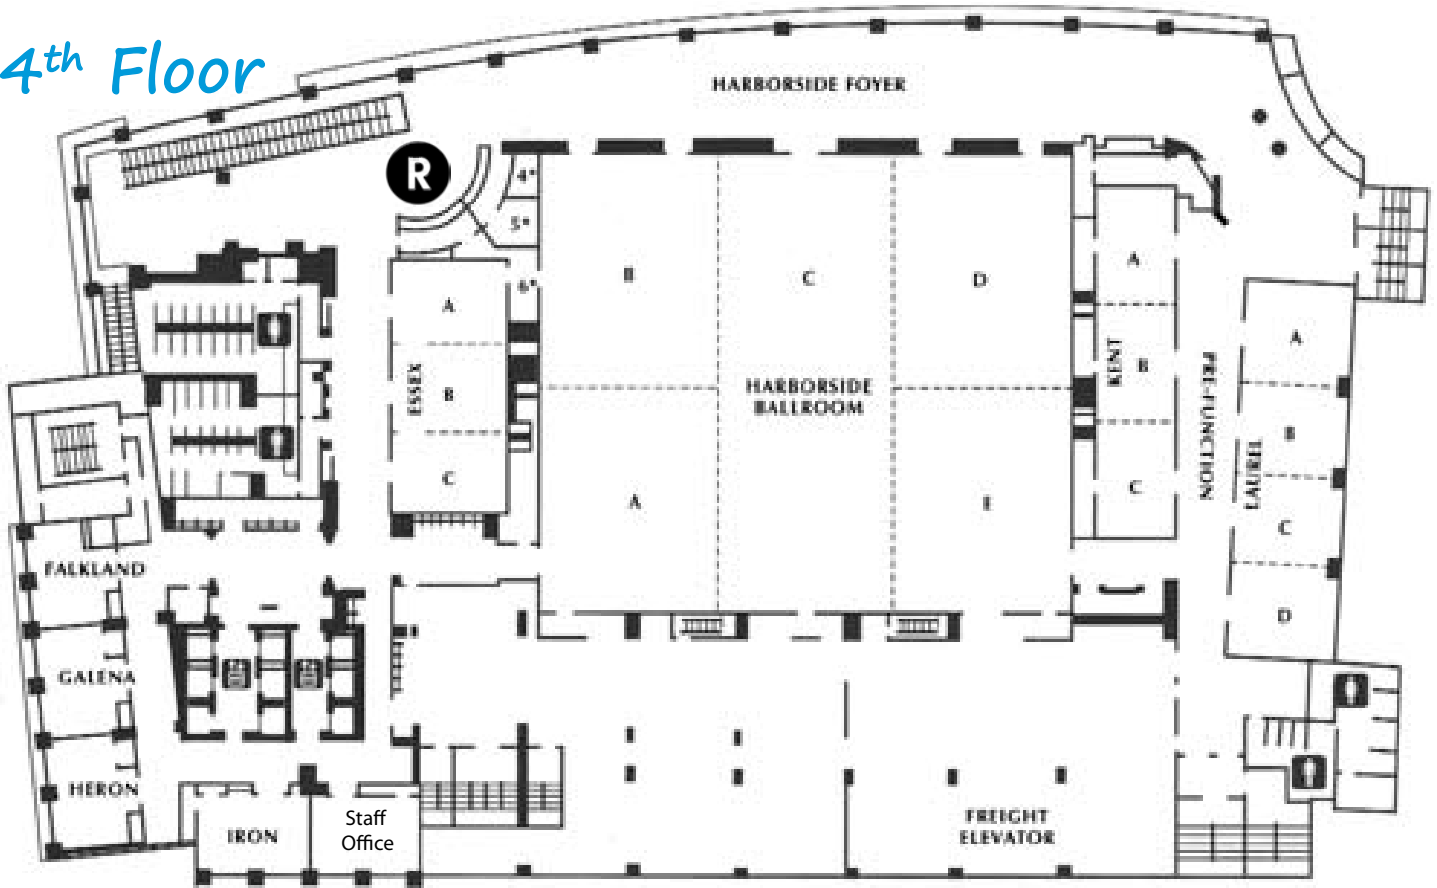 4th Floor
HARBORSIDE FOYER
R
4*
5*
6*
A
B
C
ESSEX
B
C
D
HARBORSIDE
BALLROOM
A
E
A
B
C
KENT
PRE-FUNCTION
A
B
C
D
LAUREL
FALKLAND
GALENA
HERON
IRON
Staff
Office
FREIGHT
ELEVATOR